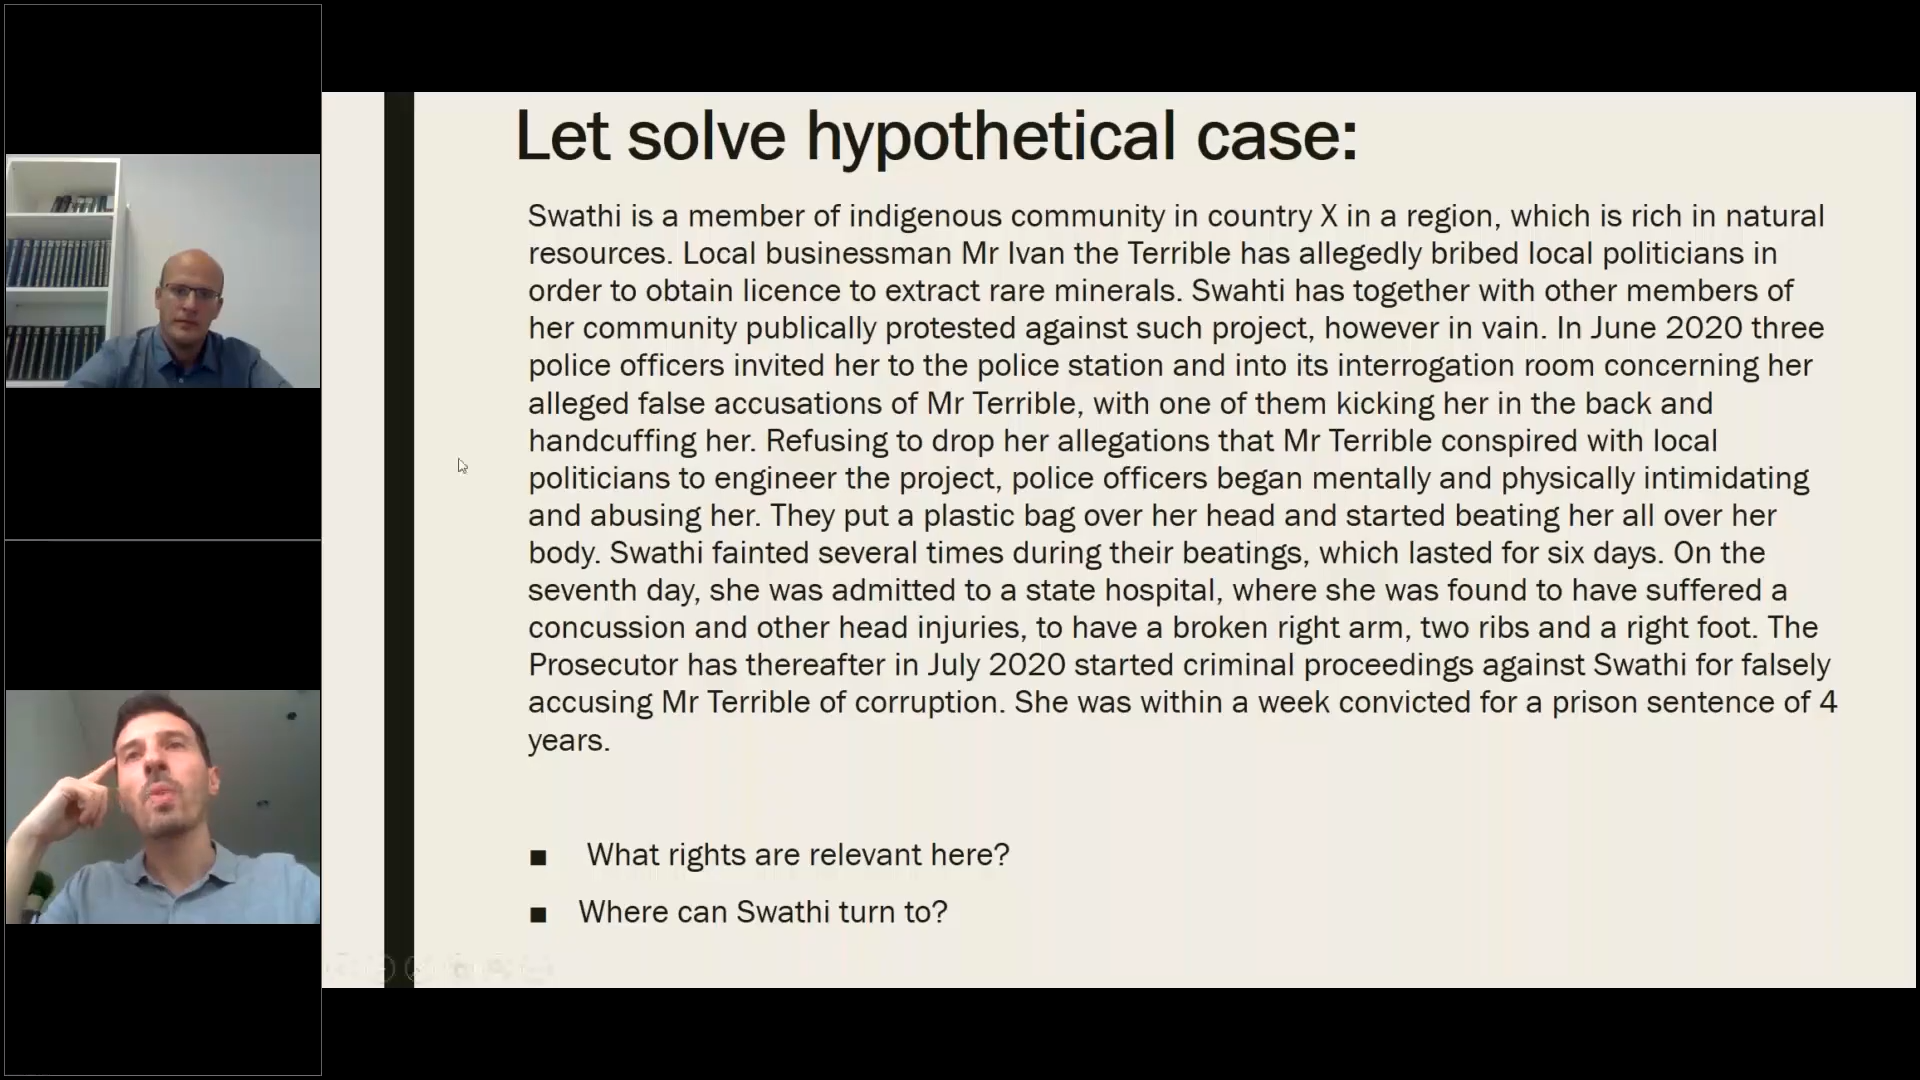 Let solve hypothetical case:
Swathi is a member of indigenous community in country X in a region, which is rich in natural
resources. Local businessman Mr Ivan the Terrible has allegedly bribed local politicians in
order to obtain licence to extract rare minerals. Swahti has together with other members of
her community publically protested against such project, however in vain. In June 2020 three
police officers invited her to the police station and into its interrogation room concerning her
alleged false accusations of Mr Terrible, with one of them kicking her in the back and
handcuffing her. Refusing to drop her allegations that Mr Terrible conspired with local
politicians to engineer the project, police officers began mentally and physically intimidating
and abusing her. They put a plastic bag over her head and started beating her all over her
body. Swathi fainted several times during their beatings, which lasted for six days. On the
seventh day, she was admitted to a state hospital, where she was found to have suffered a
concussion and other head injuries, to have a broken right arm, two ribs and a right foot. The
Prosecutor has thereafter in July 2020 started criminal proceedings against Swathi for falsely
accusing Mr Terrible of corruption. She was within a week convicted for a prison sentence of 4
years.
■ What rights are relevant here?
■ Where can Swathi turn to?